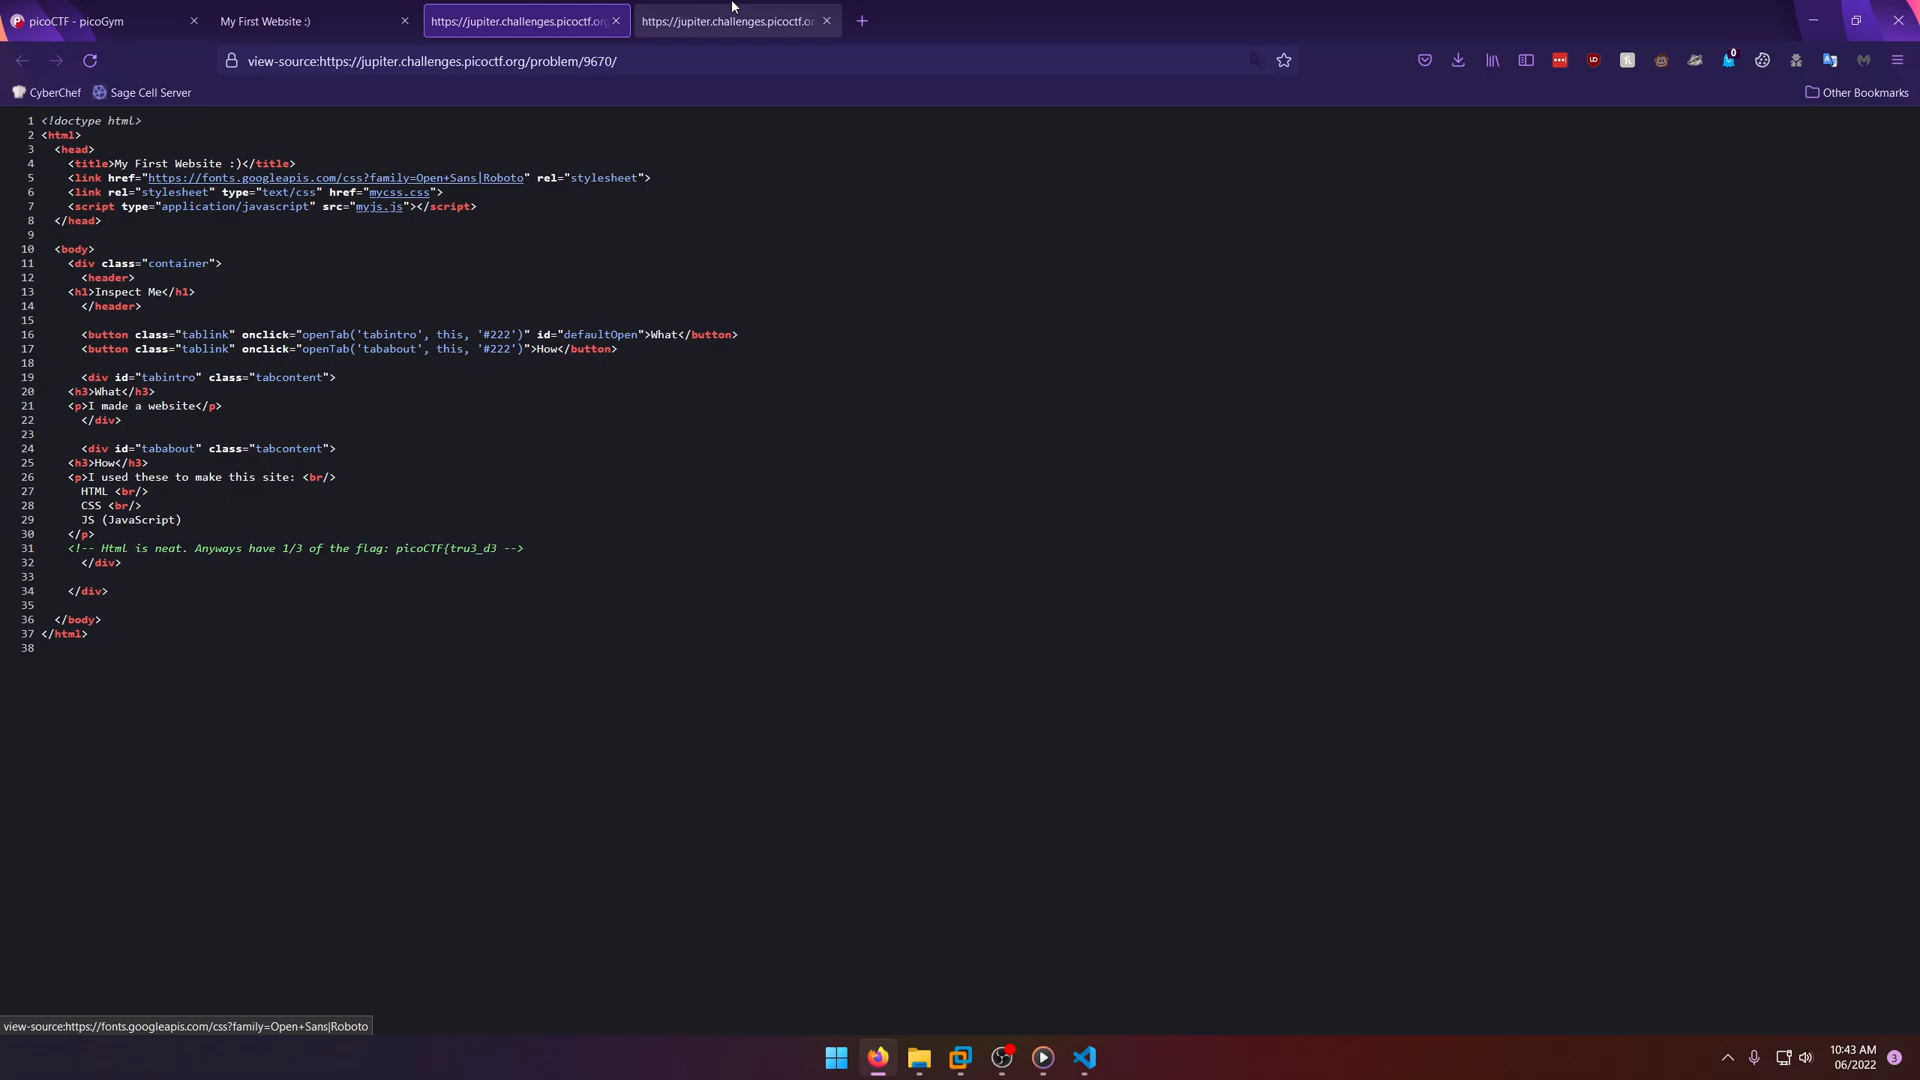 picoCTF - picoGym
My First Website :)
https://jupiter.challenges.picoctf.org
https://jupiter.challenges.picoctf.or
view-source:https://jupiter.challenges.picoctf.org/problem/9670/
0
CyberChef
Sage Cell Server
Other Bookmarks
1 <!doctype html>
2 <html>
3 <head>
4 <title>My First Website :)</title>
5 <link href="https://fonts.googleapis.com/css?family=Open+Sans|Roboto" rel="stylesheet">
6 <link rel="stylesheet" type="text/css" href="mycss.css">
7 <script type="application/javascript" src="myjs.js"></script>
8 </head>
9
10 <body>
11 <div class="container">
12 <header>
13 <h1>Inspect Me</h1>
14 </header>
15
16 <button class="tablink" onclick="openTab('tabintro', this, '#222')" id="defaultOpen">What</button>
17 <button class="tablink" onclick="openTab('tababout', this, '#222')">How</button>
18
19 <div id="tabintro" class="tabcontent">
20 <h3>What</h3>
21 <p>I made a website</p>
22 </div>
23
24 <div id="tababout" class="tabcontent">
25 <h3>How</h3>
26 <p>I used these to make this site: <br/>
27 HTML <br/>
28 CSS <br/>
29 JS (JavaScript)
30 </p>
31 <!-- Html is neat. Anyways have 1/3 of the flag: picoCTF{tru3_d3 -->
32 </div>
33
34 </div>
35
36 </body>
37 </html>
38
view-source:https://fonts.googleapis.com/css?family=Open+Sans|Roboto
10:43 AM
06/2022
3